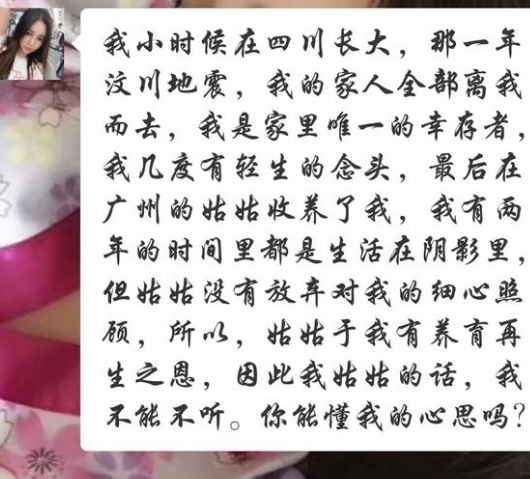 我小时候在四川长大，那一年
汶川地震，我的家人全部离我
而去，我是家里唯一的幸存者，
我几度有轻生的念头，最后在
广州的姑姑收养了我，我有两
年的时间里都是生活在阴影里，
但姑姑没有放弃对我的细心照
顾，所以，姑姑于我有养育再
生之恩，因此我姑姑的话，我
不能不听。你能懂我的心思吗？